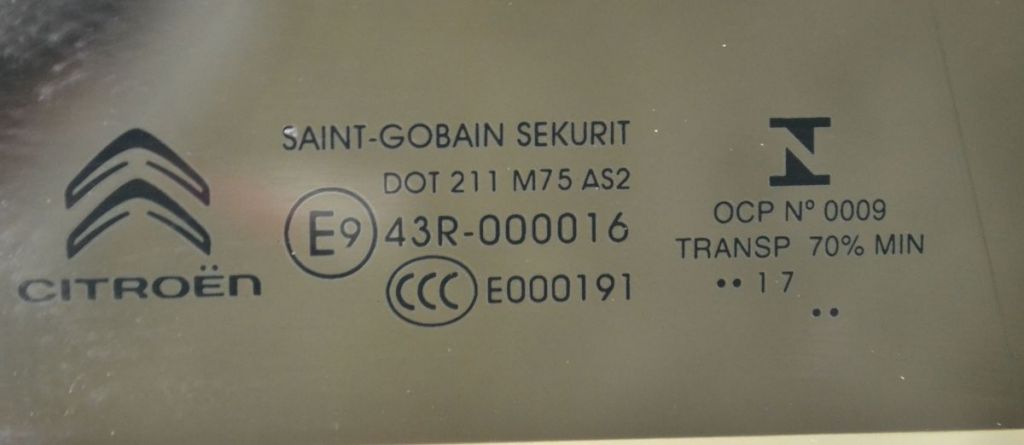 CITROËN
SAINT-GOBAIN SEKURIT
DOT 211 M75 AS2
E9 43R-000016
CCC E000191
N
OCP Nº 0009
TRANSP 70% MIN
•• 17
••